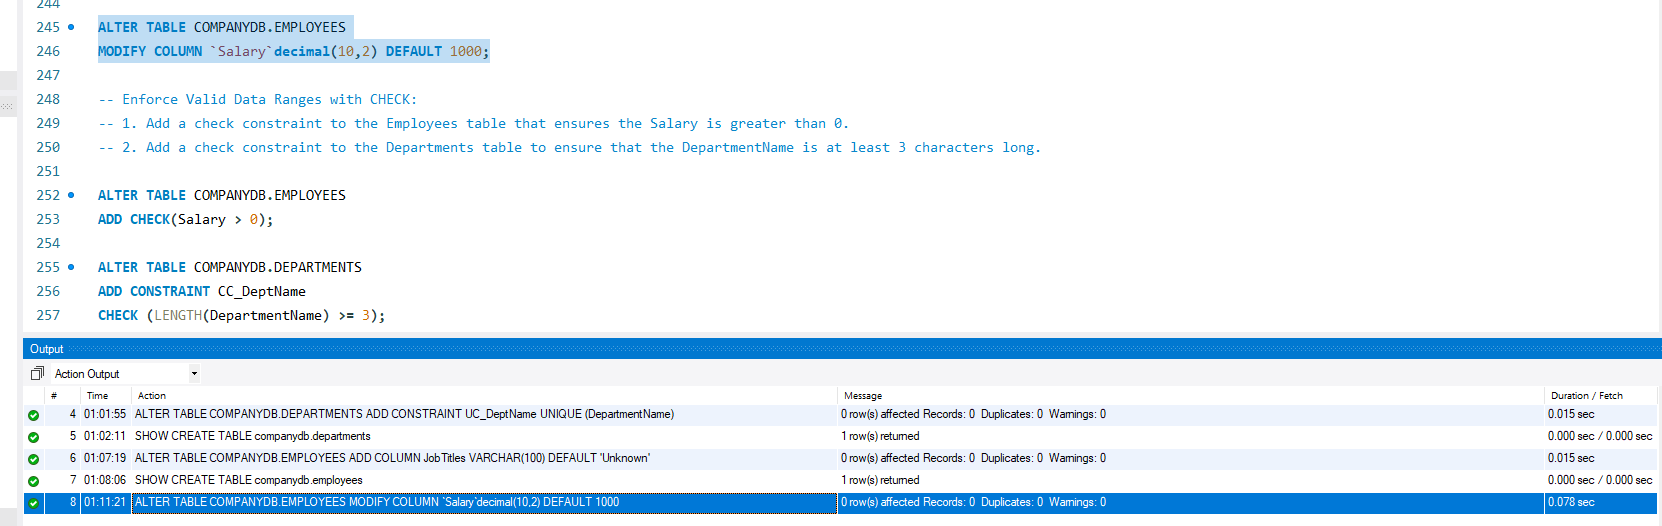 244
245 ALTER TABLE COMPANYDB.EMPLOYEES
246 MODIFY COLUMN `Salary`decimal(10,2) DEFAULT 1000;
247
248 -- Enforce Valid Data Ranges with CHECK:
249 -- 1. Add a check constraint to the Employees table that ensures the Salary is greater than 0.
250 -- 2. Add a check constraint to the Departments table to ensure that the DepartmentName is at least 3 characters long.
251
252 ALTER TABLE COMPANYDB.EMPLOYEES
253 ADD CHECK(Salary > 0);
254
255 ALTER TABLE COMPANYDB.DEPARTMENTS
256 ADD CONSTRAINT CC_DeptName
257 CHECK (LENGTH(DepartmentName) >= 3);
Output
Action Output
# Time Action Message Duration / Fetch
4 01:01:55 ALTER TABLE COMPANYDB.DEPARTMENTS ADD CONSTRAINT UC_DeptName UNIQUE (DepartmentName) 0 row(s) affected Records: 0 Duplicates: 0 Warnings: 0 0.015 sec
5 01:02:11 SHOW CREATE TABLE companydb.departments 1 row(s) returned 0.000 sec / 0.000 sec
6 01:07:19 ALTER TABLE COMPANYDB.EMPLOYEES ADD COLUMN JobTitles VARCHAR(100) DEFAULT 'Unknown' 0 row(s) affected Records: 0 Duplicates: 0 Warnings: 0 0.015 sec
7 01:08:06 SHOW CREATE TABLE companydb.employees 1 row(s) returned 0.000 sec / 0.000 sec
8 01:11:21 ALTER TABLE COMPANYDB.EMPLOYEES MODIFY COLUMN `Salary`decimal(10,2) DEFAULT 1000 0 row(s) affected Records: 0 Duplicates: 0 Warnings: 0 0.078 sec